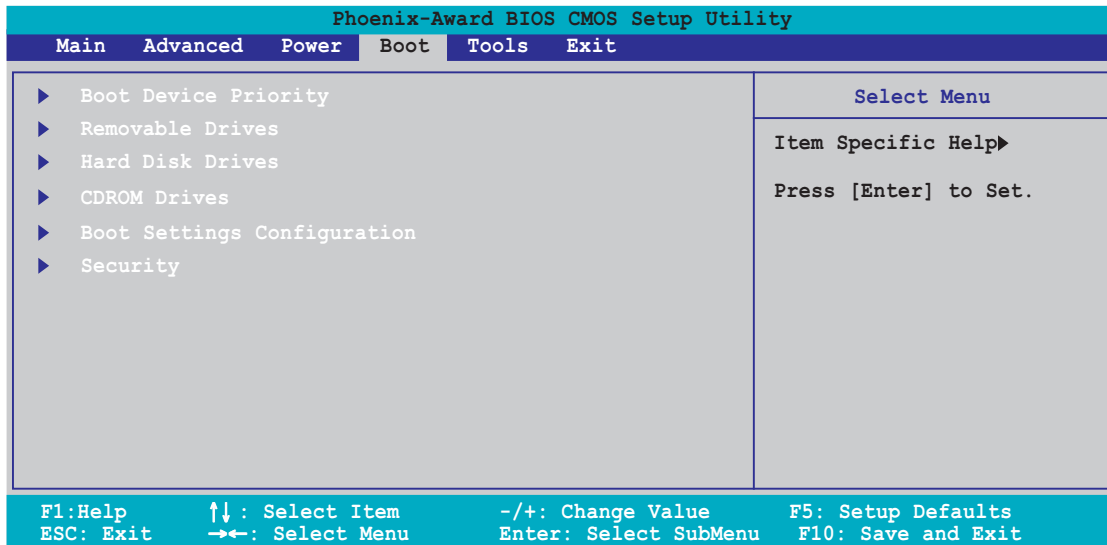 Phoenix-Award BIOS CMOS Setup Utility
Main Advanced Power Boot Tools Exit
Boot Device Priority
Removable Drives
Hard Disk Drives
CDROM Drives
Boot Settings Configuration
Security
Select Menu
Item Specific Help
Press [Enter] to Set.
F1:Help ↑↓ : Select Item -/+: Change Value F5: Setup Defaults
ESC: Exit →←: Select Menu Enter: Select SubMenu F10: Save and Exit